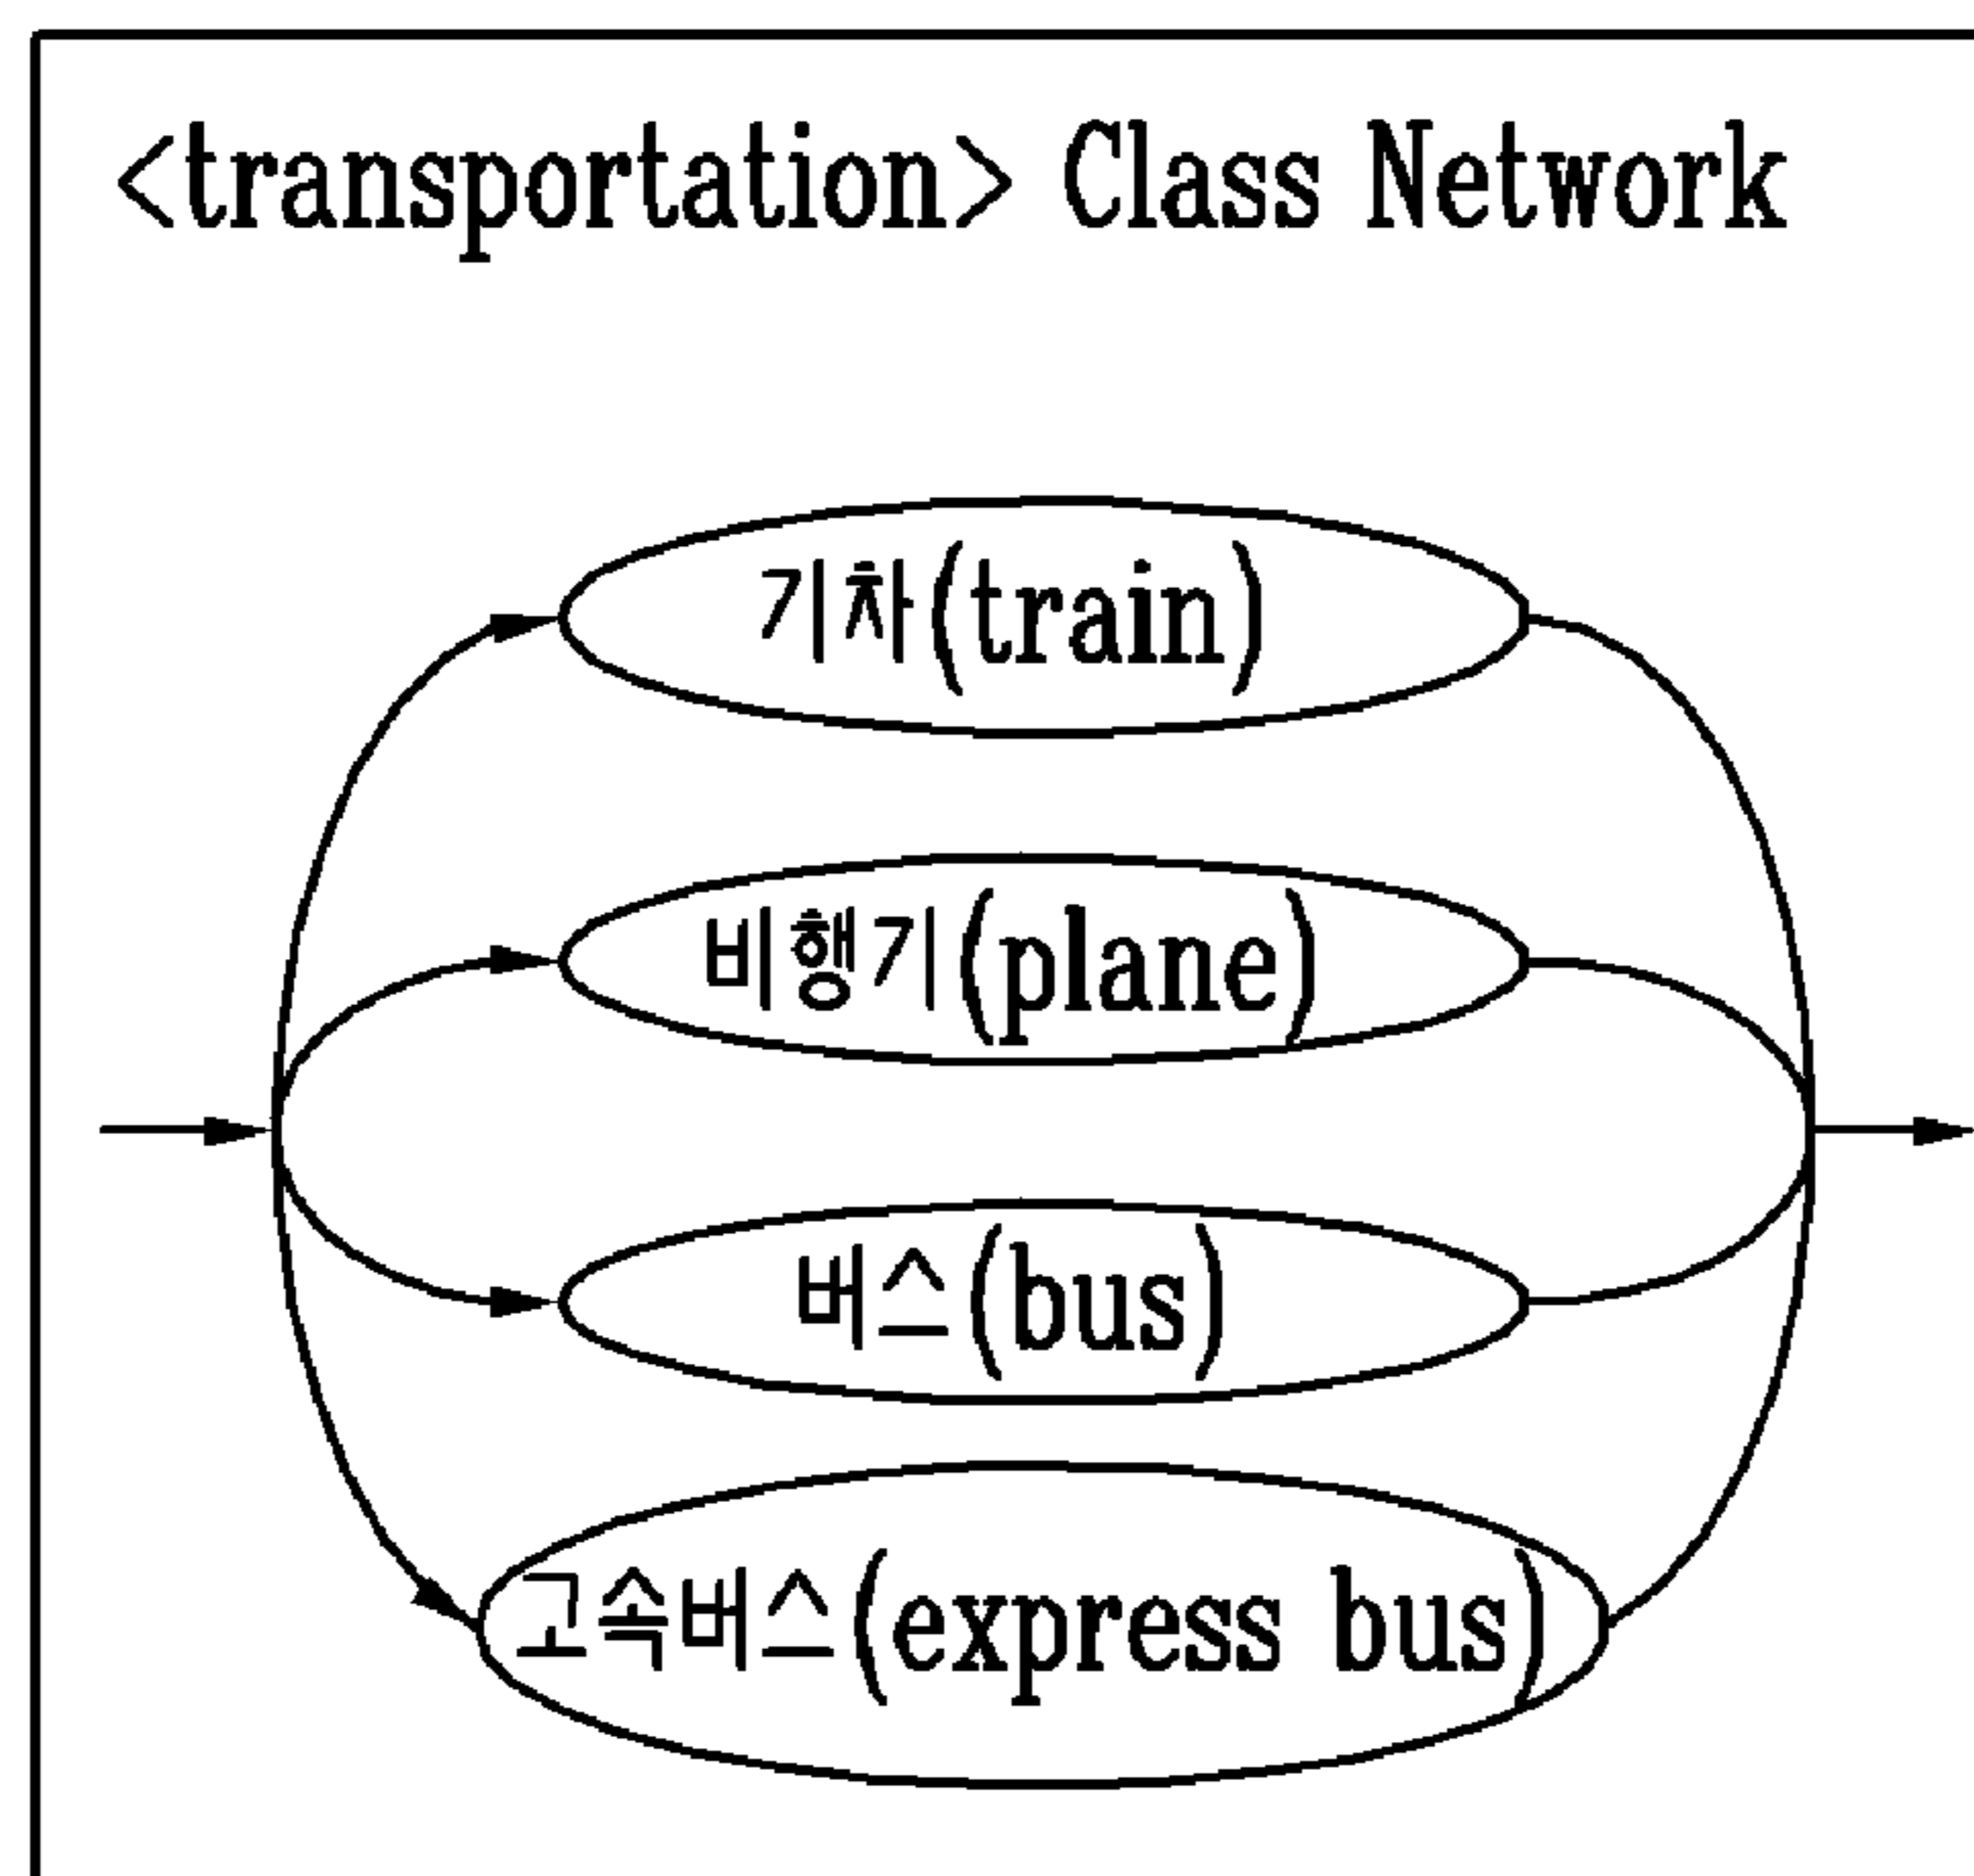 <transportation> Class Network
기차(train)
비행기(plane)
버스(bus)
고속버스(express bus)